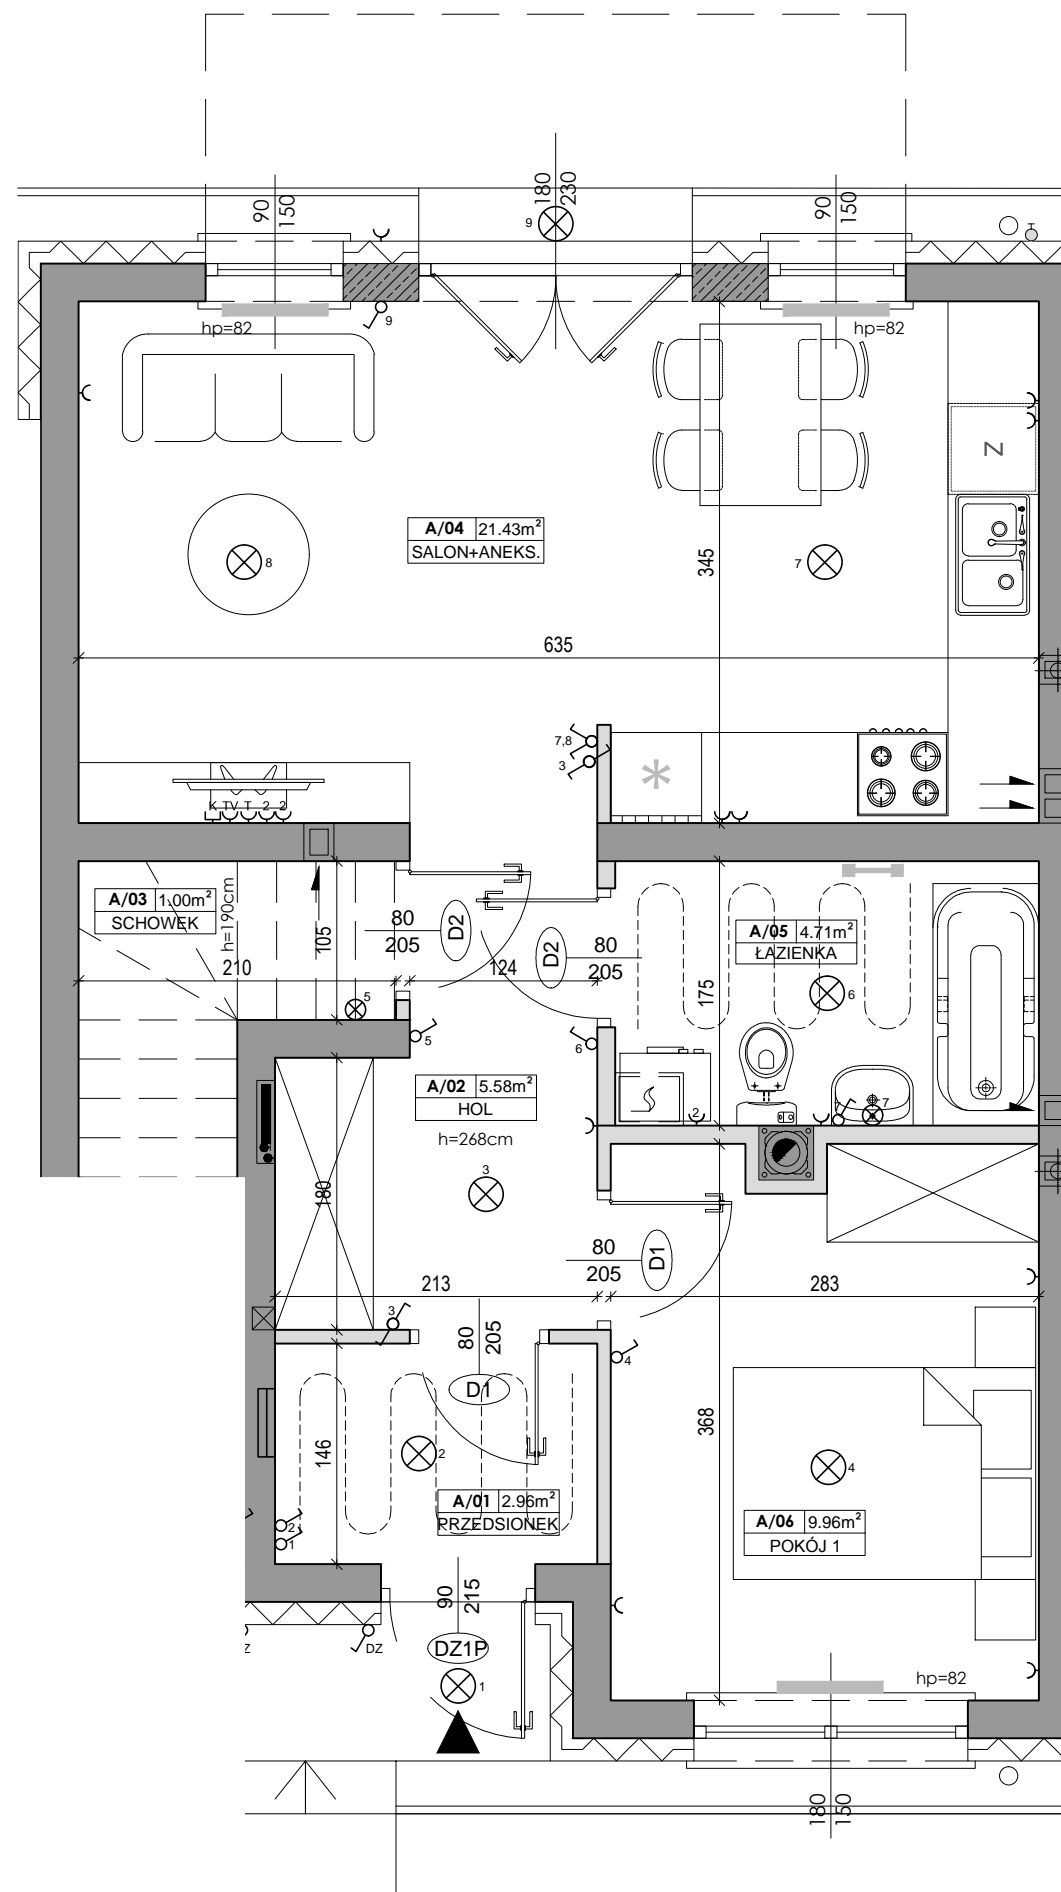 180
230
9
90
150
90
150
T
9
hp=82
hp=82
Z
A/04 21.43m²
SALON+ANEKS.
8
7
345
635
7,8
3
*
K TV T 2 2
A/03 1.00m²
SCHOWEK
h=190cm
105
80
205
D2
D2
80
205
A/05 4.71m²
ŁAZIENKA
210
124
175
6
5
5
6
A/02 5.58m²
HOL
h=268cm
2
7
3
180
80
205
D1
213
283
3
80
205
D1
4
368
146
2
4
A/01 2.96m²
PRZEDSIONEK
A/06 9.96m²
POKÓJ 1
2
1
90
215
DZ
DZ1P
1
hp=82
180
150